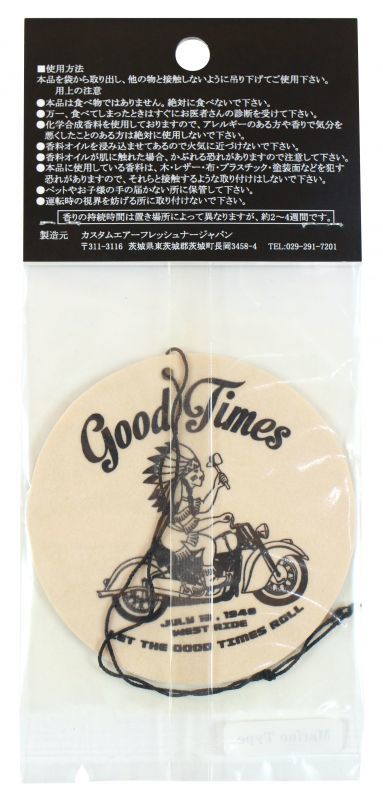 ■使用方法
本品を袋から取り出し、他の物と接触しないように吊り下げてご使用下さい。
用上の注意
●本品は食べ物ではありません。絶対に食べないで下さい。
●万一、食べてしまったときはすぐにお医者さんの診断を受けて下さい。
●化学合成香料を使用しておりますので、アレルギーのある方や香りで気分を
悪くしたことのある方は絶対に使用しないで下さい。
●香料オイルを浸み込ませてあるので火気に近づけないで下さい。
●香料オイルが肌に触れた場合、かぶれる恐れがありますので注意して下さい。
●本品に使用している香料は、木・レザー・布・プラスチック・塗装面などを犯す
恐れがありますので、それらと接触するような取り付けはしないで下さい。
●ペットやお子様の手の届かない所に保管して下さい。
●運転時の視界を妨げる所に取り付けないで下さい。
香りの持続時間は置き場所によって異なりますが、約2〜4週間です。
製造元 カスタムエアーフレッシュナージャパン
〒311-3116 茨城県東茨城郡茨城町長岡3458-4 TEL:029-291-7201
Good Times
WEST RIDE
LET THE GOOD TIMES ROLL
Marine Type